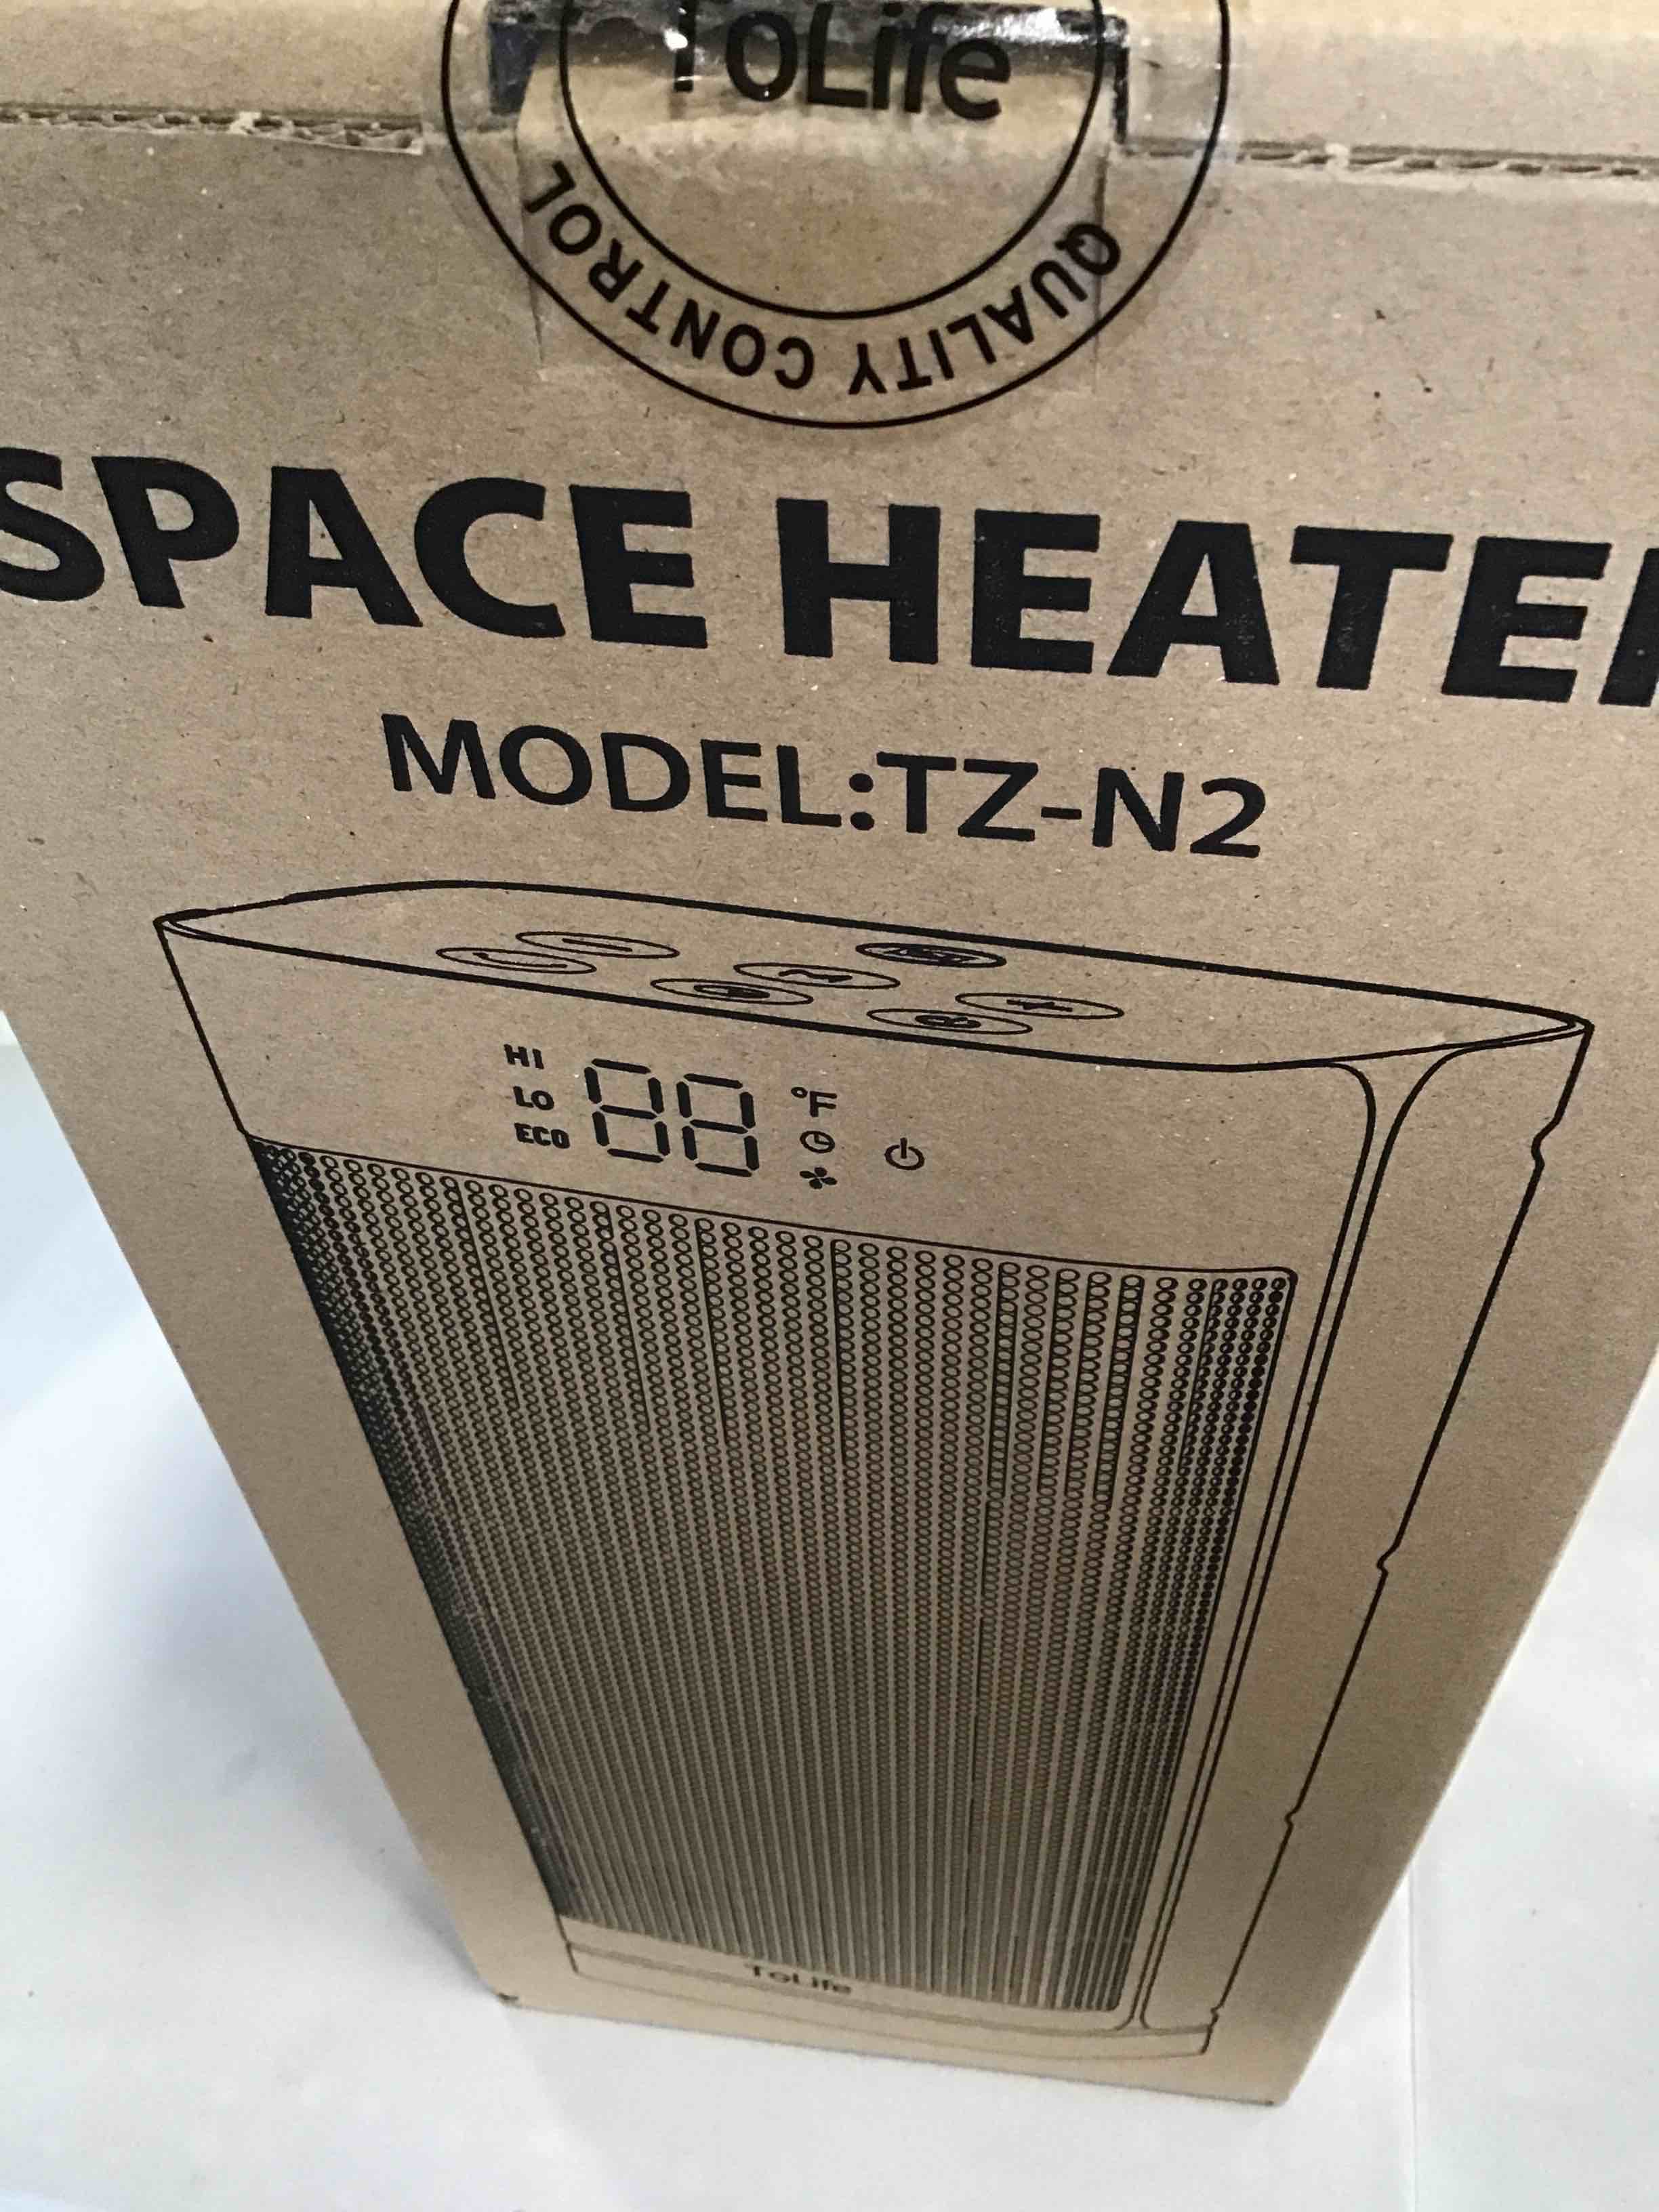 ToLife
QUALITY CONTROL
SPACE HEATE
MODEL:TZ-N2
HI
LO
ECO
88
°F
ToLife